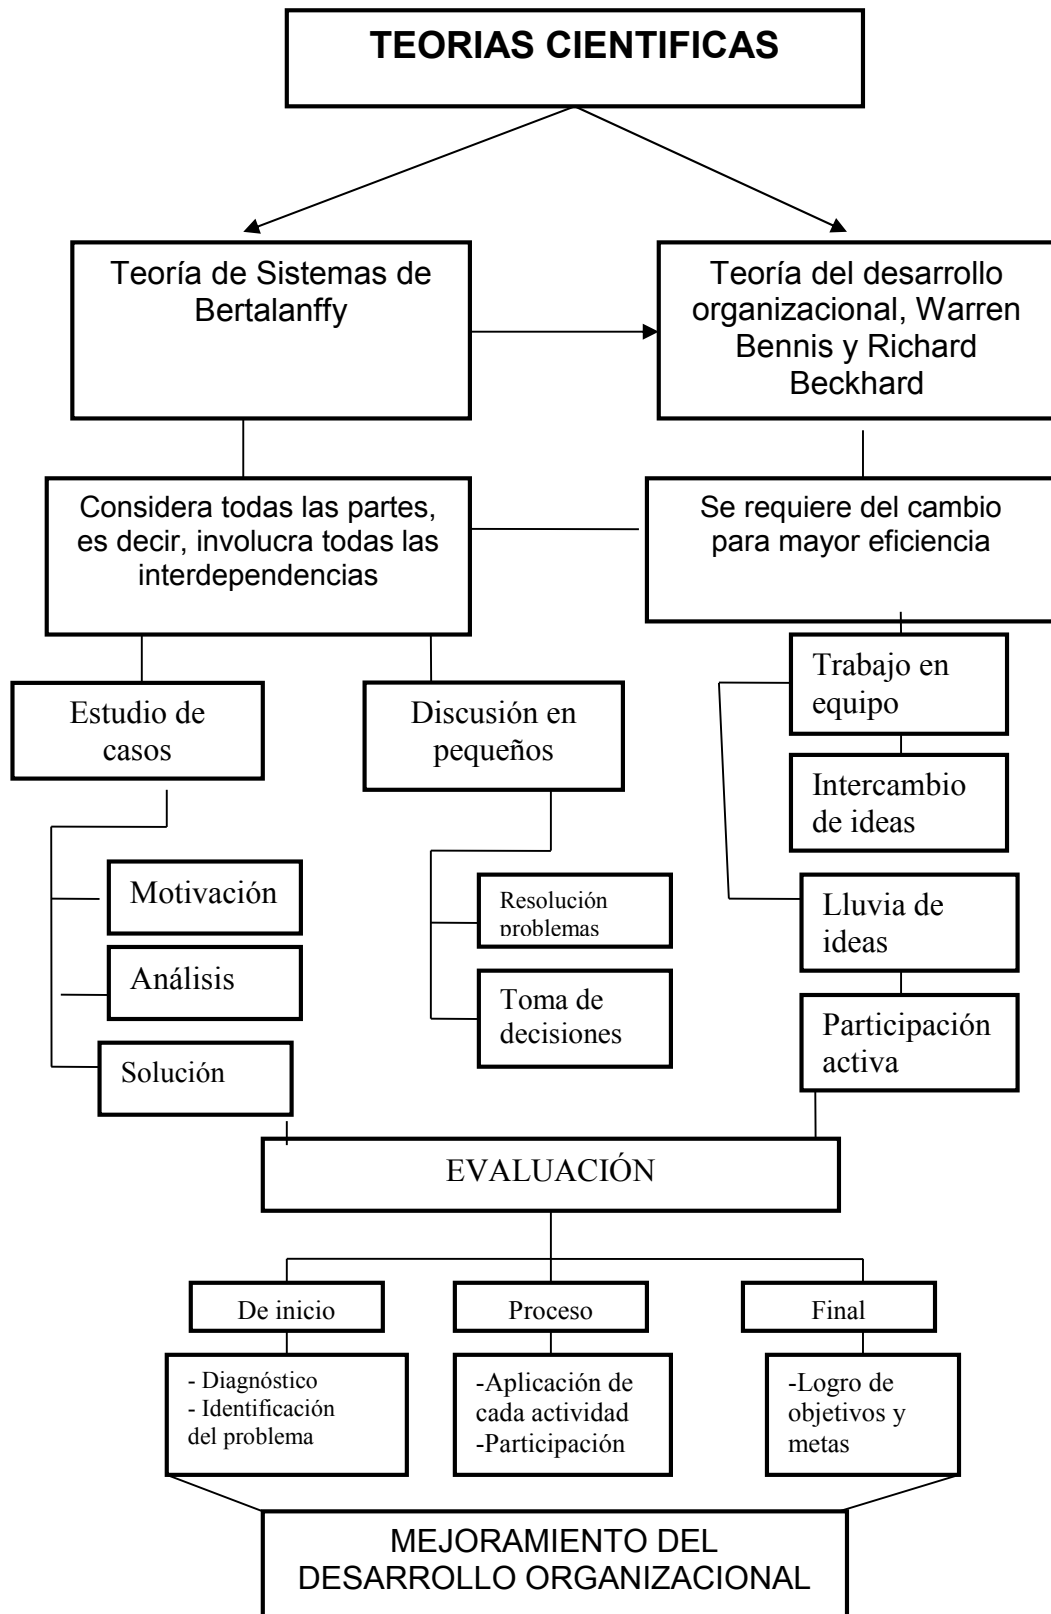 TEORIAS CIENTIFICAS
Teoría de Sistemas de
Bertalanffy
Teoría del desarrollo
organizacional, Warren
Bennis y Richard
Beckhard
Considera todas las partes,
es decir, involucra todas las
interdependencias
Se requiere del cambio
para mayor eficiencia
Estudio de
casos
Discusión en
pequeños
Trabajo en
equipo
Intercambio
de ideas
Motivación
Análisis
Solución
Resolución
problemas
Toma de
decisiones
Lluvia de
ideas
Participación
activa
EVALUACIÓN
De inicio
Proceso
Final
- Diagnóstico
- Identificación
del problema
-Aplicación de
cada actividad
-Participación
-Logro de
objetivos y
metas
MEJORAMIENTO DEL
DESARROLLO ORGANIZACIONAL